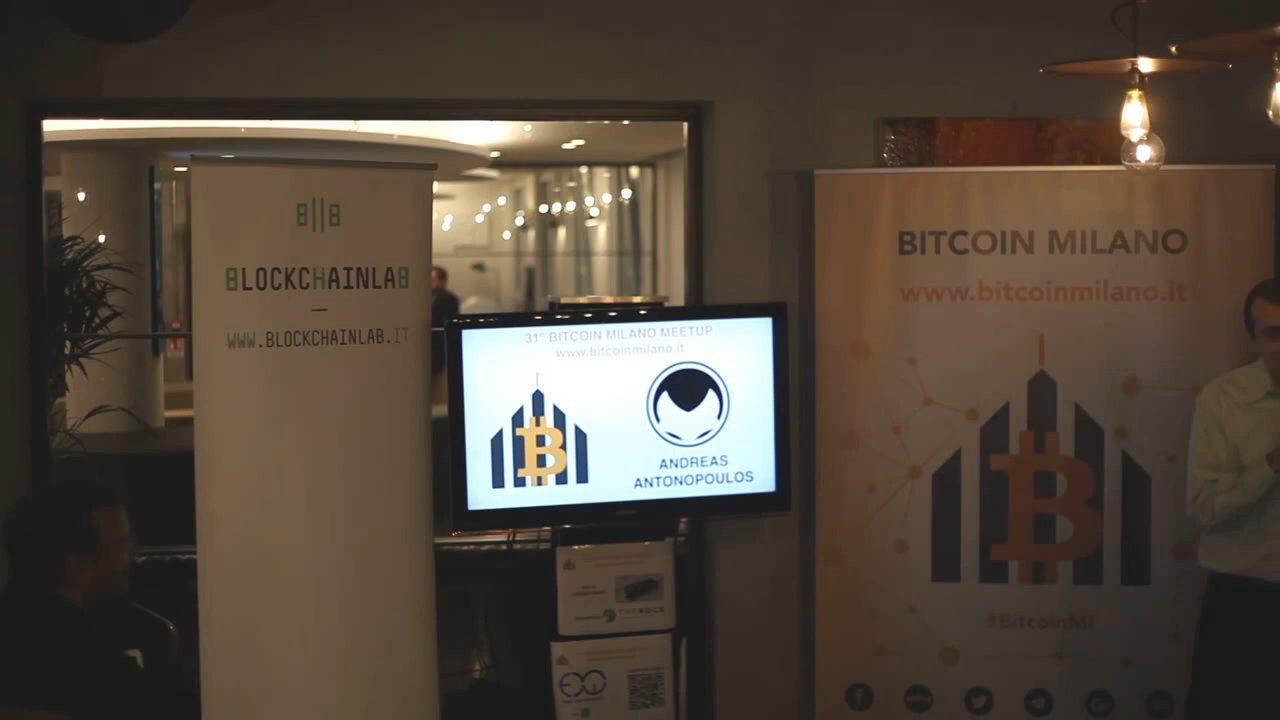 BLOCKCHAINLAB
WWW.BLOCKCHAINLAB.IT
31° BITCOIN MILANO MEETUP
www.bitcoinmilano.it
ANDREAS
ANTONOPOULOS
THEROCK
BITCOIN MILANO
www.bitcoinmilano.it
#BitcoinMI